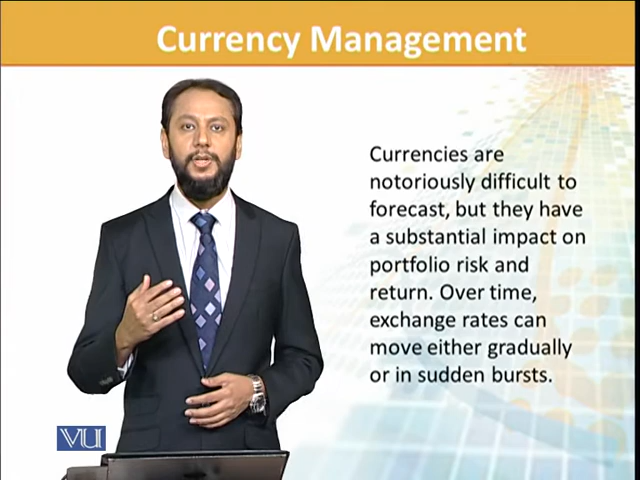 Currency Management
Currencies are
notoriously difficult to
forecast, but they have
a substantial impact on
portfolio risk and
return. Over time,
exchange rates can
move either gradually
or in sudden bursts.
VU